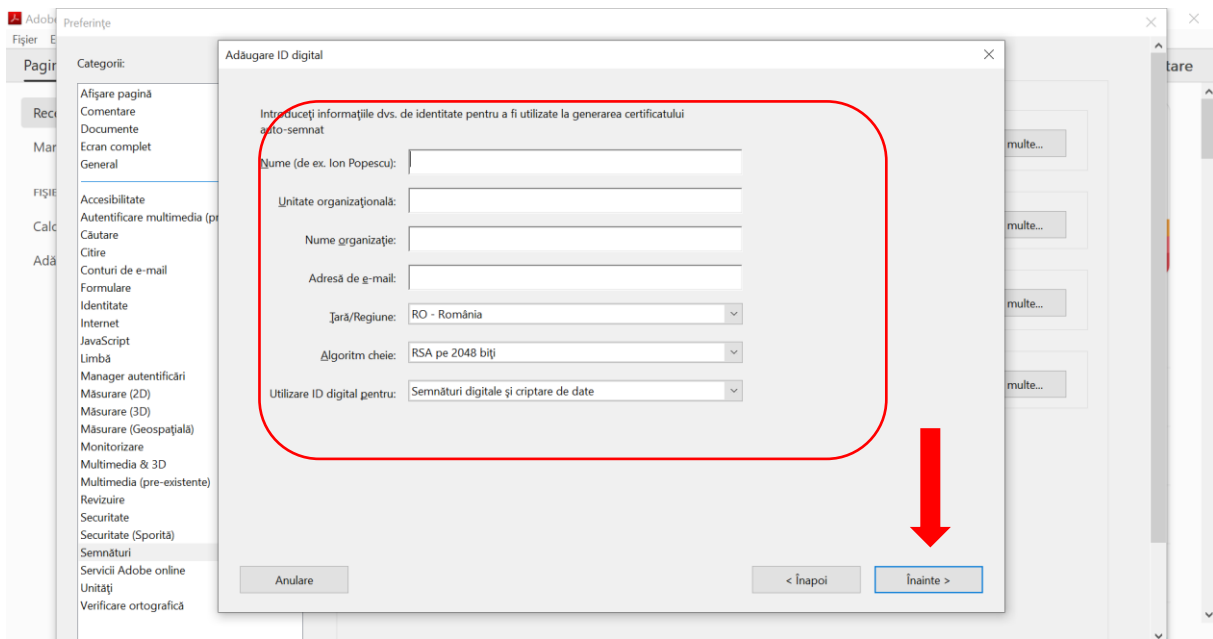 Adobe
Preferințe
Fișier E
Pagin
Categorii:
Adăugare ID digital
tare
Afișare pagină
Comentare
Documente
Ecran complet
General
Rece
Mar
FIȘIE
Calc
Adă
Accesibilitate
Autentificare multimedia (pr
Căutare
Citire
Conturi de e-mail
Formulare
Identitate
Internet
JavaScript
Limbă
Manager autentificări
Măsurare (2D)
Măsurare (3D)
Măsurare (Geospațială)
Monitorizare
Multimedia & 3D
Multimedia (pre-existente)
Revizuire
Securitate
Securitate (Sporită)
Semnături
Servicii Adobe online
Unități
Verificare ortografică
Introduceți informațiile dvs. de identitate pentru a fi utilizate la generarea certificatului
auto-semnat
Nume (de ex. Ion Popescu):
Unitate organizațională:
Nume organizație:
Adresă de e-mail:
Țară/Regiune: RO - România
Algoritm cheie: RSA pe 2048 biți
Utilizare ID digital pentru: Semnături digitale și criptare de date
multe...
multe...
multe...
multe...
Anulare
< Înapoi
Înainte >